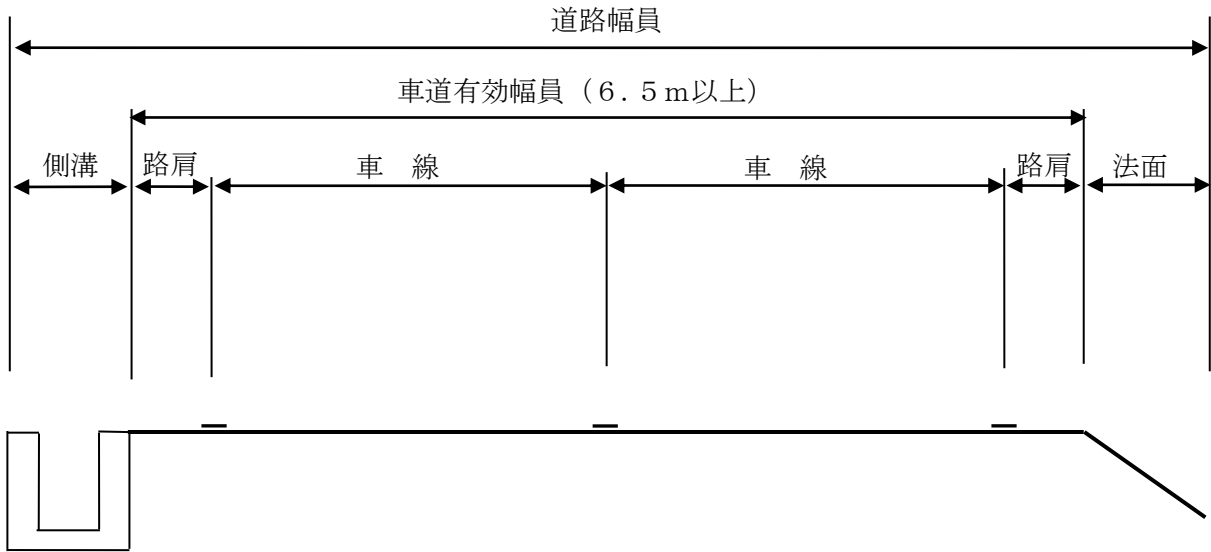 道路幅員
車道有効幅員（６.５ｍ以上）
側溝 路肩 車　線 車　線 路肩 法面